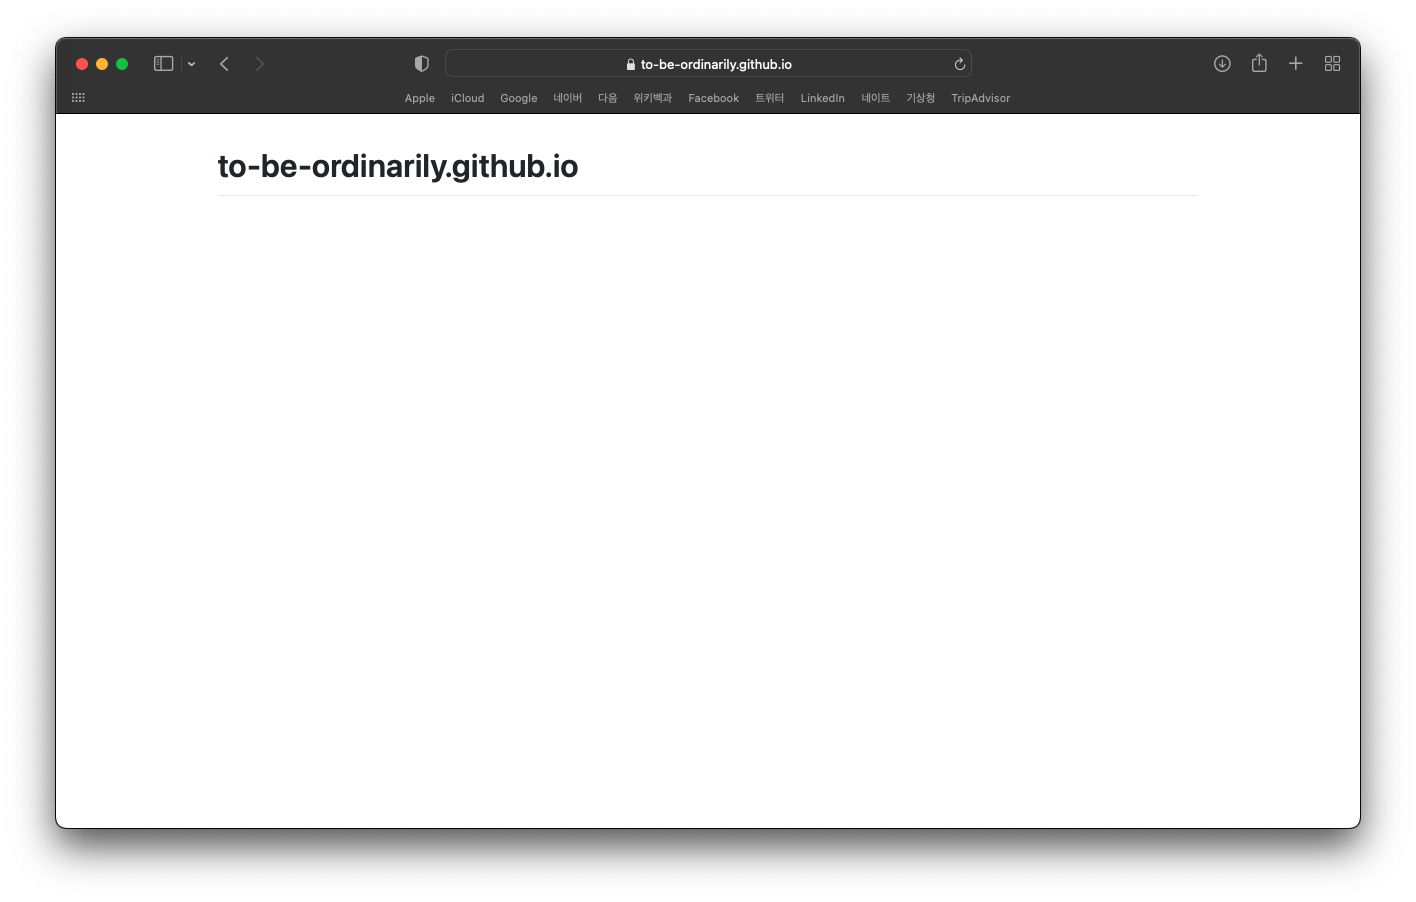 to-be-ordinarily.github.io
Apple iCloud Google 네이버 다음 위키백과 Facebook 트위터 LinkedIn 네이트 기상청 TripAdvisor
to-be-ordinarily.github.io